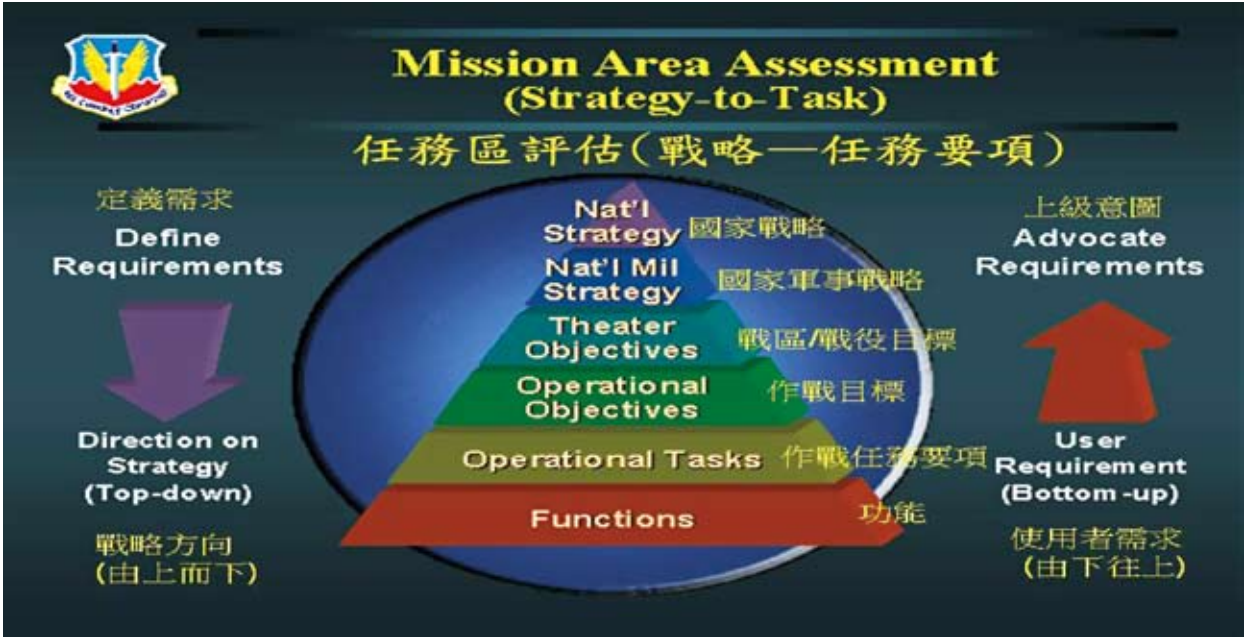 Mission Area Assessment
(Strategy-to-Task)
任務區評估(戰略—任務要項)
定義需求
Define
Requirements
Direction on
Strategy
(Top-down)
戰略方向
(由上而下)
Nat'l
Strategy 國家戰略
Nat'l Mil
Strategy 國家軍事戰略
Theater
Objectives 戰區/戰役目標
Operational
Objectives 作戰目標
Operational Tasks 作戰任務要項
Functions 功能
上級意圖
Advocate
Requirements
User
Requirement
(Bottom-up)
使用者需求
(由下往上)